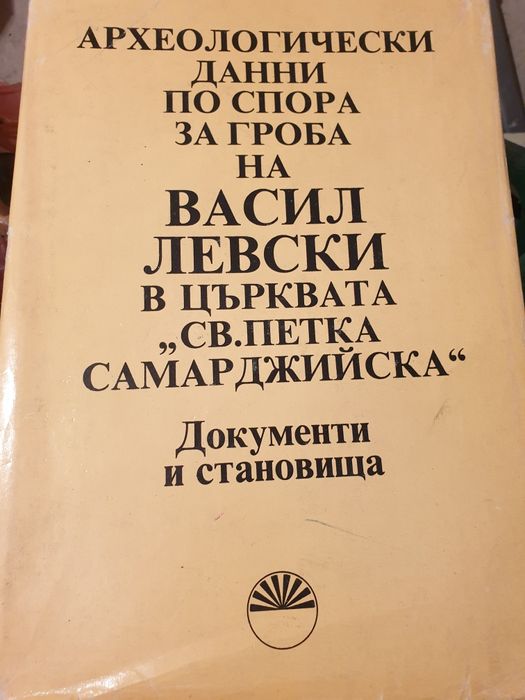 АРХЕОЛОГИЧЕСКИ
ДАННИ
ПО СПОРА
ЗА ГРОБА
НА
ВАСИЛ
ЛЕВСКИ
В ЦЪРКВАТА
„СВ.ПЕТКА
САМАРДЖИЙСКА“
Документи
и становища